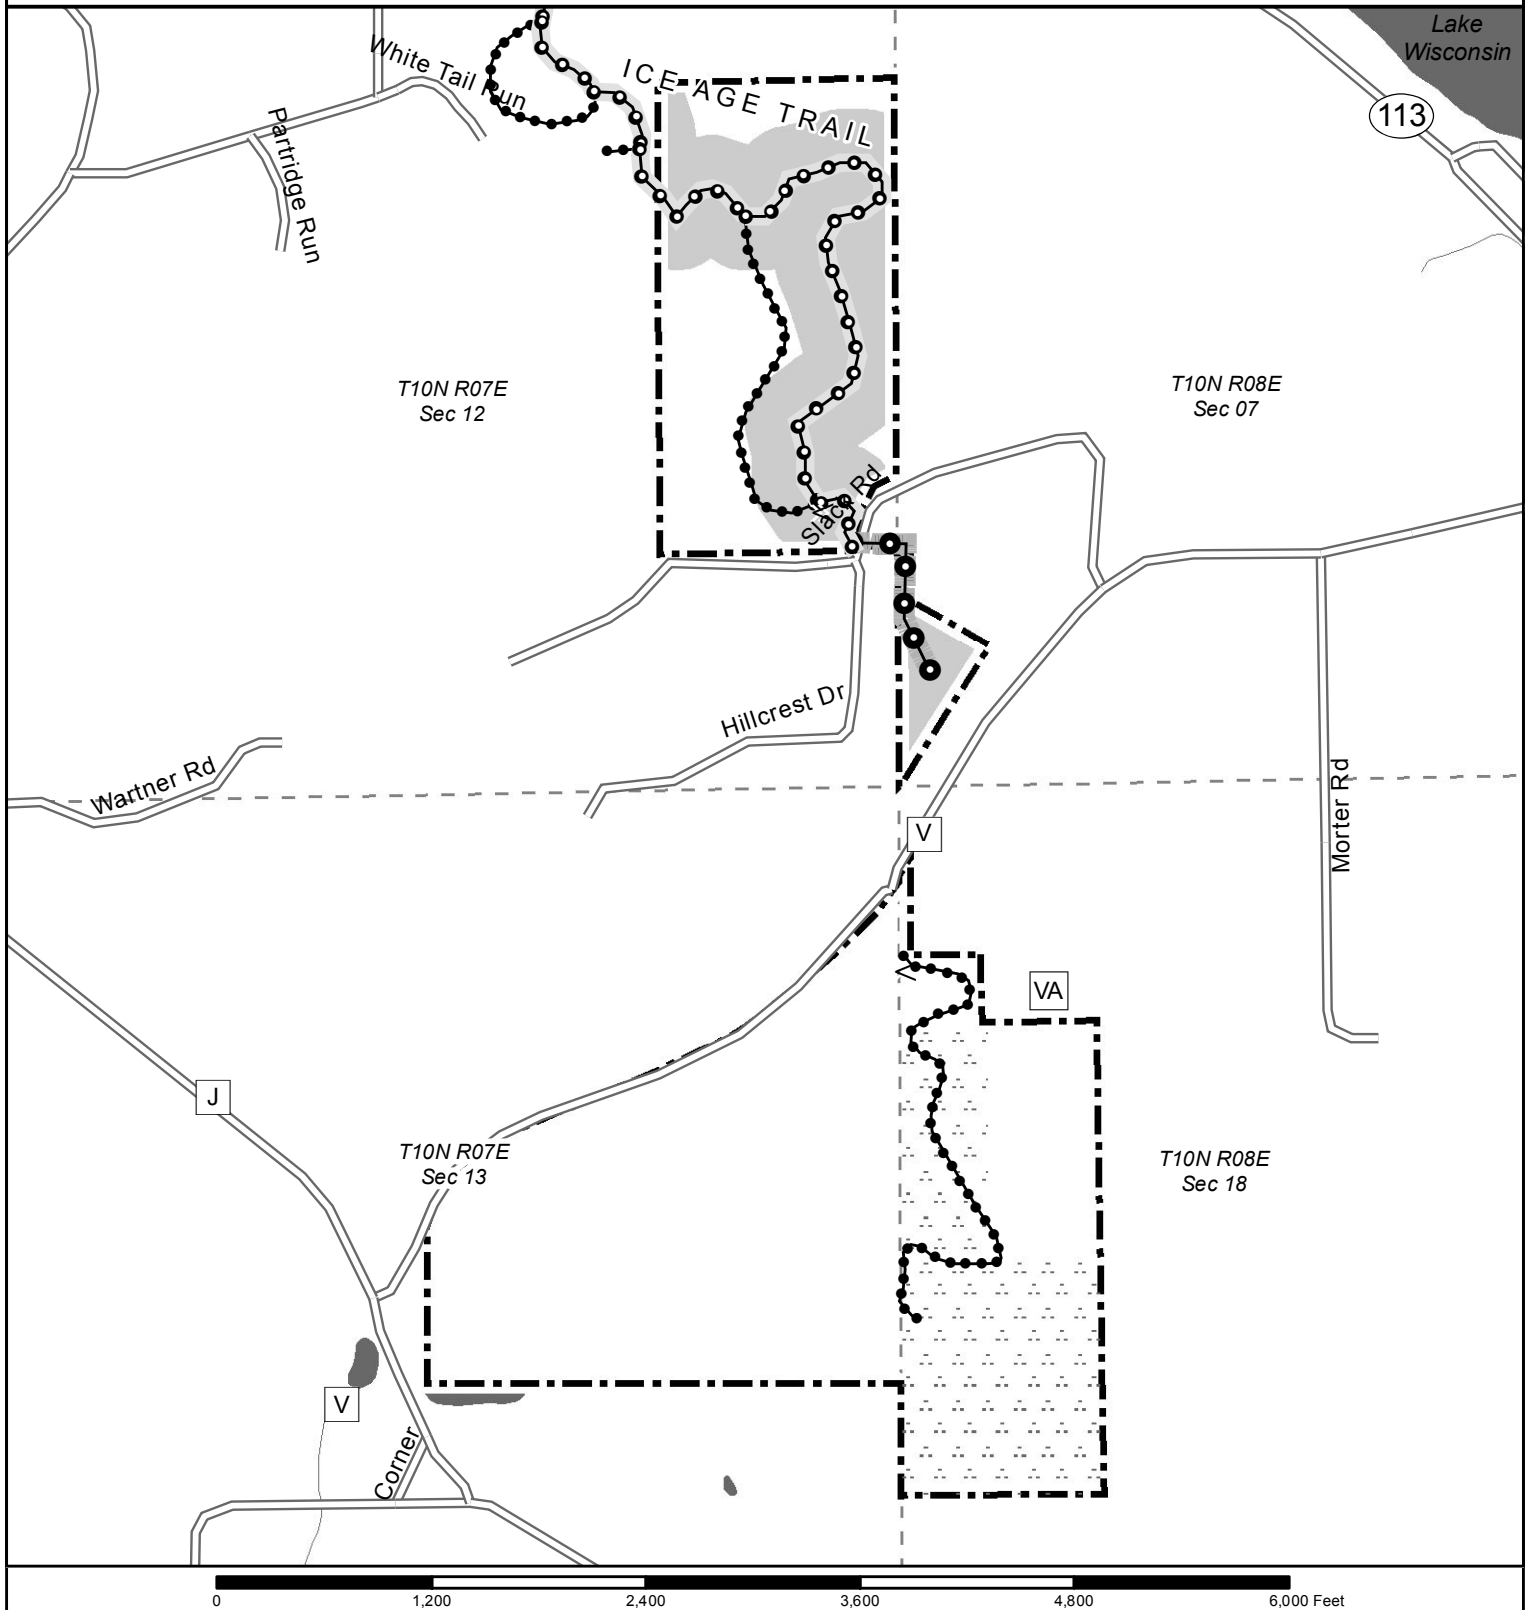 Lake
Wisconsin
113
White Tail Run
ICE AGE TRAIL
Partridge Run
T10N R07E
Sec 12
T10N R08E
Sec 07
Slack Rd
Hillcrest Dr
Wartner Rd
Morter Rd
V
VA
J
T10N R07E
Sec 13
T10N R08E
Sec 18
V
Corner
0 1,200 2,400 3,600 4,800 6,000 Feet